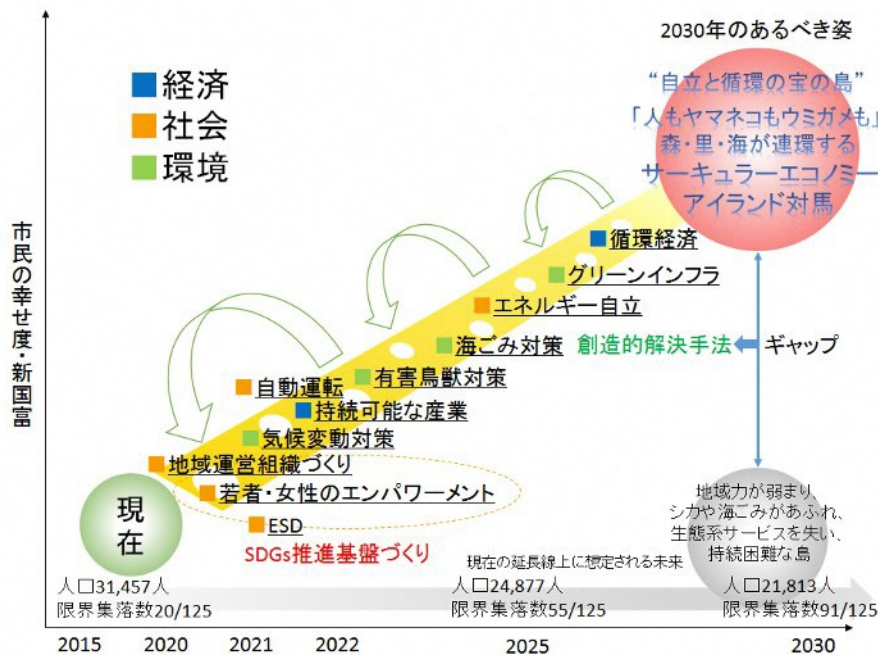 2030年のあるべき姿
“自立と循環の宝の島”
「人もヤマネコもウミガメも」
森・里・海が連環する
サーキュラーエコノミー
アイランド対馬
経済
社会
環境
市民の幸せ度・新国富
循環経済
グリーンインフラ
エネルギー自立
海ごみ対策
創造的解決手法
ギャップ
有害鳥獣対策
自動運転
持続可能な産業
気候変動対策
地域運営組織づくり
若者・女性のエンパワーメント
ESD
SDGs推進基盤づくり
現在
地域力が弱まり、
シカや海ごみがあふれ、
生態系サービスを失い、
持続困難な島
現在の延長線上に想定される未来
人口31,457人
限界集落数20/125
人口24,877人
限界集落数55/125
人口21,813人
限界集落数91/125
2015 2020 2021 2022 2025 2030